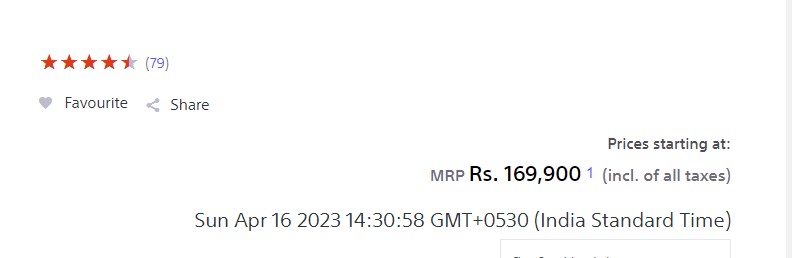 (79)
Favourite Share
Prices starting at:
MRP Rs. 169,900 1 (incl. of all taxes)
Sun Apr 16 2023 14:30:58 GMT+0530 (India Standard Time)